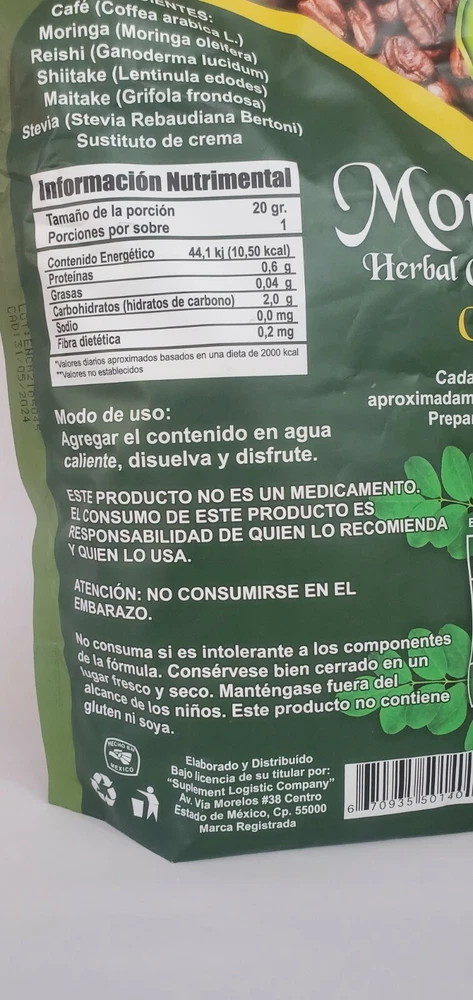 Café (Coffea arabica L.)
Moringa (Moringa oleifera)
Reishi (Ganoderma lucidum)
Shiitake (Lentinula edodes)
Maitake (Grifola frondosa)
Stevia (Stevia Rebaudiana Bertoni)
Sustituto de crema
Información Nutrimental
Tamaño de la porción 20 gr.
Porciones por sobre 1
Contenido Energético 44,1 kj (10,50 kcal)
Proteínas 0,6 g
Grasas 0,04 g
Carbohidratos (hidratos de carbono) 2,0 g
Sodio 0,0 mg
Fibra dietética 0,2 mg
*Valores diarios aproximados basados en una dieta de 2000 kcal
**Valores no establecidos
CAD: 31/05/2024
Herbal
Cada
Modo de uso:
Agregar el contenido en agua
caliente, disuelva y disfrute.
ESTE PRODUCTO NO ES UN MEDICAMENTO.
EL CONSUMO DE ESTE PRODUCTO ES
RESPONSABILIDAD DE QUIEN LO RECOMIENDA
Y QUIEN LO USA.
ATENCIÓN: NO CONSUMIRSE EN EL
EMBARAZO.
No consuma si es intolerante a los componentes
de la fórmula. Consérvese bien cerrado en un
lugar fresco y seco. Manténgase fuera del
alcance de los niños. Este producto no contiene
gluten ni soya.
HECHO EN
MÉXICO
Elaborado y Distribuído
Bajo licencia de su titular por:
"Suplement Logistic Company"
Av. Via Morelos #38 Centro
Estado de México, Cp. 55000
Marca Registrada